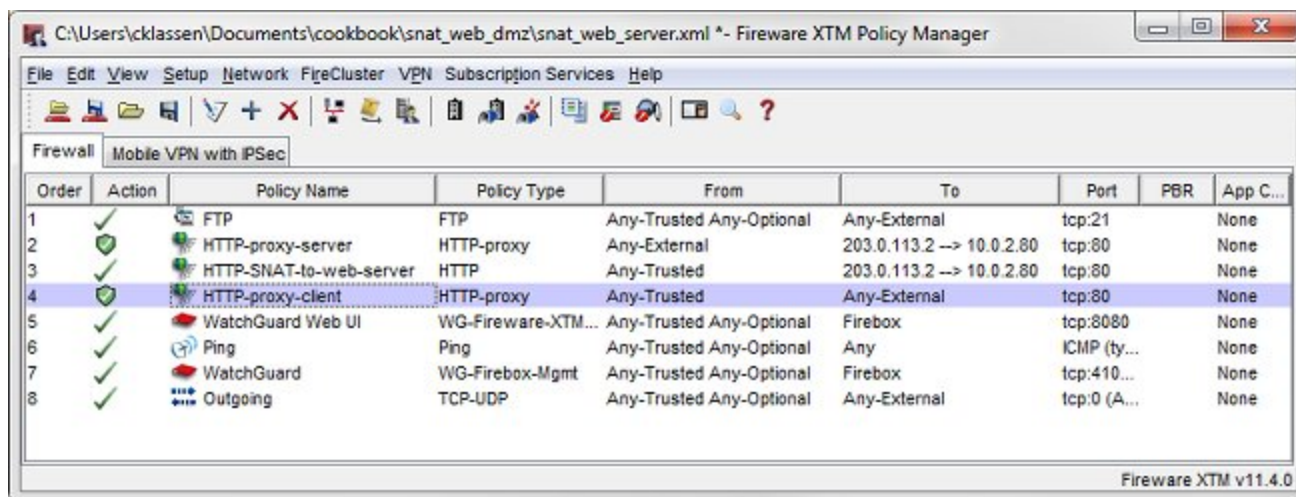 C:\Users\cklassen\Documents\cookbook\snat_web_dmz\snat_web_server.xml *- Fireware XTM Policy Manager
File Edit View Setup Network FireCluster VPN Subscription Services Help
Firewall Mobile VPN with IPSec
Order Action Policy Name Policy Type From To Port PBR App C...
1 FTP FTP Any-Trusted Any-Optional Any-External tcp:21 None
2 HTTP-proxy-server HTTP-proxy Any-External 203.0.113.2 --> 10.0.2.80 tcp:80 None
3 HTTP-SNAT-to-web-server HTTP Any-Trusted 203.0.113.2 --> 10.0.2.80 tcp:80 None
4 HTTP-proxy-client HTTP-proxy Any-Trusted Any-External tcp:80 None
5 WatchGuard Web UI WG-Fireware-XTM... Any-Trusted Any-Optional Firebox tcp:8080 None
6 Ping Ping Any-Trusted Any-Optional Any ICMP (ty... None
7 WatchGuard WG-Firebox-Mgmt Any-Trusted Any-Optional Firebox tcp:410... None
8 Outgoing TCP-UDP Any-Trusted Any-Optional Any-External tcp:0 (A... None
Fireware XTM v11.4.0